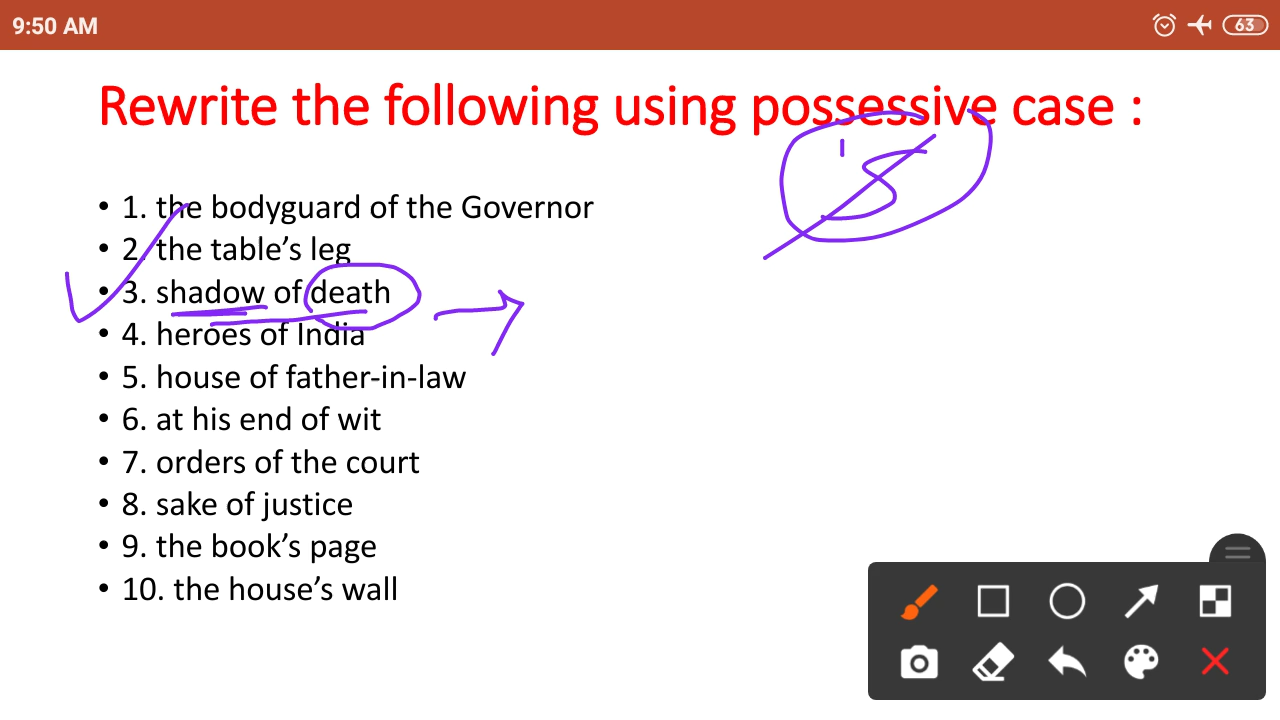 9:50 AM
63
Rewrite the following using possessive case :
's
• 1. the bodyguard of the Governor
• 2. the table’s leg
• 3. shadow of death
• 4. heroes of India
• 5. house of father-in-law
• 6. at his end of wit
• 7. orders of the court
• 8. sake of justice
• 9. the book’s page
• 10. the house’s wall